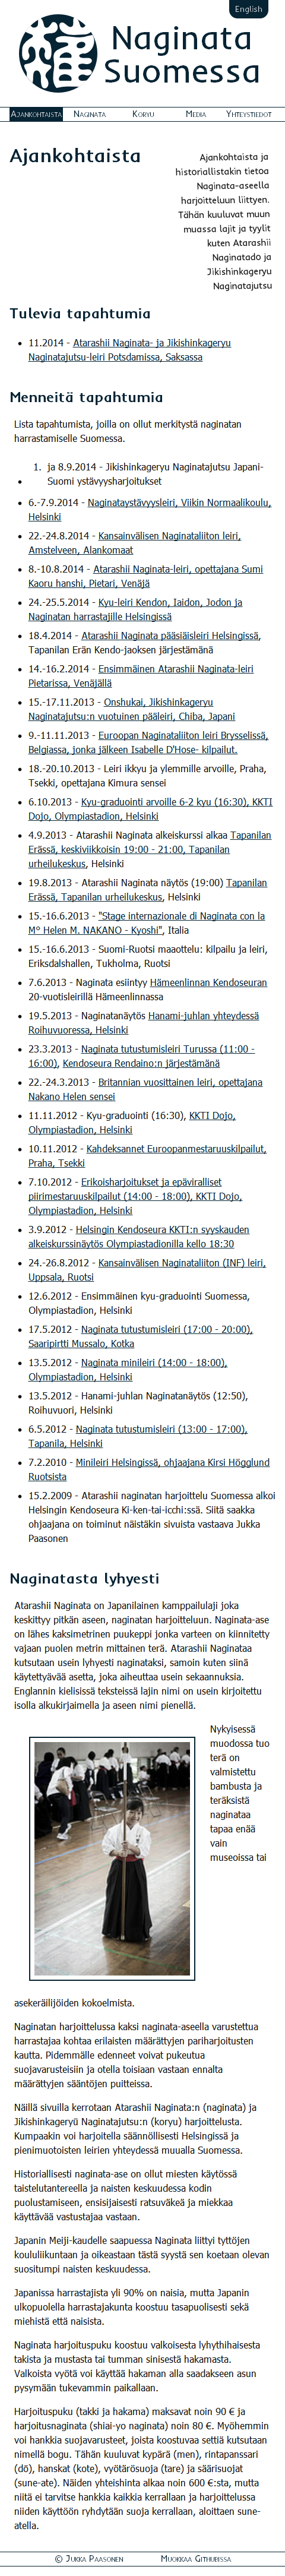 English
Naginata
Suomessa
Ajankohtaista Naginata Koryu Media Yhteystiedot
Ajankohtaista
Ajankohtaista ja
historiallistakin tietoa
Naginata-aseella
harjoitteluun liittyen.
Tähän kuuluvat muun
muassa lajit ja tyylit
kuten Atarashii
Naginatado ja
Jikishinkageryu
Naginatajutsu
Tulevia tapahtumia
11.2014 - Atarashii Naginata- ja Jikishinkageryu
Naginatajutsu-leiri Potsdamissa, Saksassa
Menneitä tapahtumia
Lista tapahtumista, joilla on ollut merkitystä naginatan
harrastamiselle Suomessa.
1. ja 8.9.2014 - Jikishinkageryu Naginatajutsu Japani-
Suomi ystävyysharjoitukset
6.-7.9.2014 - Naginataystävyysleiri, Viikin Normaalikoulu,
Helsinki
22.-24.8.2014 - Kansainvälisen Naginataliiton leiri,
Amstelveen, Alankomaat
8.-10.8.2014 - Atarashii Naginata-leiri, opettajana Sumi
Kaoru hanshi, Pietari, Venäjä
24.-25.5.2014 - Kyu-leiri Kendon, Iaidon, Jodon ja
Naginatan harrastajille Helsingissä
18.4.2014 - Atarashii Naginata pääsiäisleiri Helsingissä,
Tapanilan Erän Kendo-jaoksen järjestämänä
14.-16.2.2014 - Ensimmäinen Atarashii Naginata-leiri
Pietarissa, Venäjällä
15.-17.11.2013 - Onshukai, Jikishinkageryu
Naginatajutsu:n vuotuinen pääleiri, Chiba, Japani
9.-11.11.2013 - Euroopan Naginataliiton leiri Brysselissä,
Belgiassa, jonka jälkeen Isabelle D'Hose- kilpailut.
18.-20.10.2013 - Leiri ikkyu ja ylemmille arvoille, Praha,
Tsekki, opettajana Kimura sensei
6.10.2013 - Kyu-graduointi arvoille 6-2 kyu (16:30), KKTI
Dojo, Olympiastadion, Helsinki
4.9.2013 - Atarashii Naginata alkeiskurssi alkaa Tapanilan
Erässä, keskiviikkoisin 19:00 - 21:00, Tapanilan
urheilukeskus, Helsinki
19.8.2013 - Atarashii Naginata näytös (19:00) Tapanilan
Erässä, Tapanilan urheilukeskus, Helsinki
15.-16.6.2013 - "Stage internazionale di Naginata con la
M° Helen M. NAKANO - Kyoshi", Italia
15.-16.6.2013 - Suomi-Ruotsi maaottelu: kilpailu ja leiri,
Eriksdalshallen, Tukholma, Ruotsi
7.6.2013 - Naginata esiintyy Hämeenlinnan Kendoseuran
20-vuotisleirillä Hämeenlinnassa
19.5.2013 - Naginatanäytös Hanami-juhlan yhteydessä
Roihuvuoressa, Helsinki
23.3.2013 - Naginata tutustumisleiri Turussa (11:00 -
16:00), Kendoseura Rendaino:n järjestämänä
22.-24.3.2013 - Britannian vuosittainen leiri, opettajana
Nakano Helen sensei
11.11.2012 - Kyu-graduointi (16:30), KKTI Dojo,
Olympiastadion, Helsinki
10.11.2012 - Kahdeksannet Euroopanmestaruuskilpailut,
Praha, Tsekki
7.10.2012 - Erikoisharjoitukset ja epäviralliset
piirimestaruuskilpailut (14:00 - 18:00), KKTI Dojo,
Olympiastadion, Helsinki
3.9.2012 - Helsingin Kendoseura KKTI:n syyskauden
alkeiskurssinäytös Olympiastadionilla kello 18:30
24.-26.8.2012 - Kansainvälisen Naginataliiton (INF) leiri,
Uppsala, Ruotsi
12.6.2012 - Ensimmäinen kyu-graduointi Suomessa,
Olympiastadion, Helsinki
17.5.2012 - Naginata tutustumisleiri (17:00 - 20:00),
Saaripirtti Mussalo, Kotka
13.5.2012 - Naginata minileiri (14:00 - 18:00),
Olympiastadion, Helsinki
13.5.2012 - Hanami-juhlan Naginatanäytös (12:50),
Roihuvuori, Helsinki
6.5.2012 - Naginata tutustumisleiri (13:00 - 17:00),
Tapanila, Helsinki
7.2.2010 - Minileiri Helsingissä, ohjaajana Kirsi Högglund
Ruotsista
15.2.2009 - Atarashii naginatan harjoittelu Suomessa alkoi
Helsingin Kendoseura Ki-ken-tai-icchi:ssä. Siitä saakka
ohjaajana on toiminut näistäkin sivuista vastaava Jukka
Paasonen
Naginatasta lyhyesti
Atarashii Naginata on Japanilainen kamppailulaji joka
keskittyy pitkän aseen, naginatan harjoitteluun. Naginata-ase
on lähes kaksimetrinen puukeppi jonka varteen on kiinnitetty
vajaan puolen metrin mittainen terä. Atarashii Naginataa
kutsutaan usein lyhyesti naginataksi, samoin kuten siinä
käytettyävää asetta, joka aiheuttaa usein sekaannuksia.
Englannin kielisissä teksteissä lajin nimi on usein kirjoitettu
isolla alkukirjaimella ja aseen nimi pienellä.
Nykyisessä
muodossa tuo
terä on
valmistettu
bambusta ja
teräksistä
naginataa
tapaa enää
vain
museoissa tai
asekeräilijöiden kokoelmista.
Naginatan harjoittelussa kaksi naginata-aseella varustettua
harrastajaa kohtaa erilaisten määrättyjen pariharjoitusten
kautta. Pidemmälle edenneet voivat pukeutua
suojavarusteisiin ja otella toisiaan vastaan ennalta
määrättyjen sääntöjen puitteissa.
Näillä sivuilla kerrotaan Atarashii Naginata:n (naginata) ja
Jikishinkageryū Naginatajutsu:n (koryu) harjoittelusta.
Kumpaakin voi harjoitella säännöllisesti Helsingissä ja
pienimuotoisten leirien yhteydessä muualla Suomessa.
Historiallisesti naginata-ase on ollut miesten käytössä
taistelutantereella ja naisten keskuudessa kodin
puolustamiseen, ensisijaisesti ratsuväkeä ja miekkaa
käyttävää vastustajaa vastaan.
Japanin Meiji-kaudelle saapuessa Naginata liittyi tyttöjen
koululiikuntaan ja oikeastaan tästä syystä sen koetaan olevan
suositumpi naisten keskuudessa.
Japanissa harrastajista yli 90% on naisia, mutta Japanin
ulkopuolella harrastajakunta koostuu tasapuolisesti sekä
miehistä että naisista.
Naginata harjoituspuku koostuu valkoisesta lyhythihaisesta
takista ja mustasta tai tumman sinisestä hakamasta.
Valkoista vyötä voi käyttää hakaman alla saadakseen asun
pysymään tukevammin paikallaan.
Harjoituspuku (takki ja hakama) maksavat noin 90 € ja
harjoitusnaginata (shiai-yo naginata) noin 80 €. Myöhemmin
voi hankkia suojavarusteet, joista koostuvaa settiä kutsutaan
nimellä bogu. Tähän kuuluvat kypärä (men), rintapanssari
(dō), hanskat (kote), vyötärösuoja (tare) ja säärisuojat
(sune-ate). Näiden yhteishinta alkaa noin 600 €:sta, mutta
niitä ei tarvitse hankkia kaikkia kerrallaan ja harjoittelussa
niiden käyttöön ryhdytään suoja kerrallaan, aloittaen sune-
atella.
© Jukka Paasonen Muokkaa Githubissa